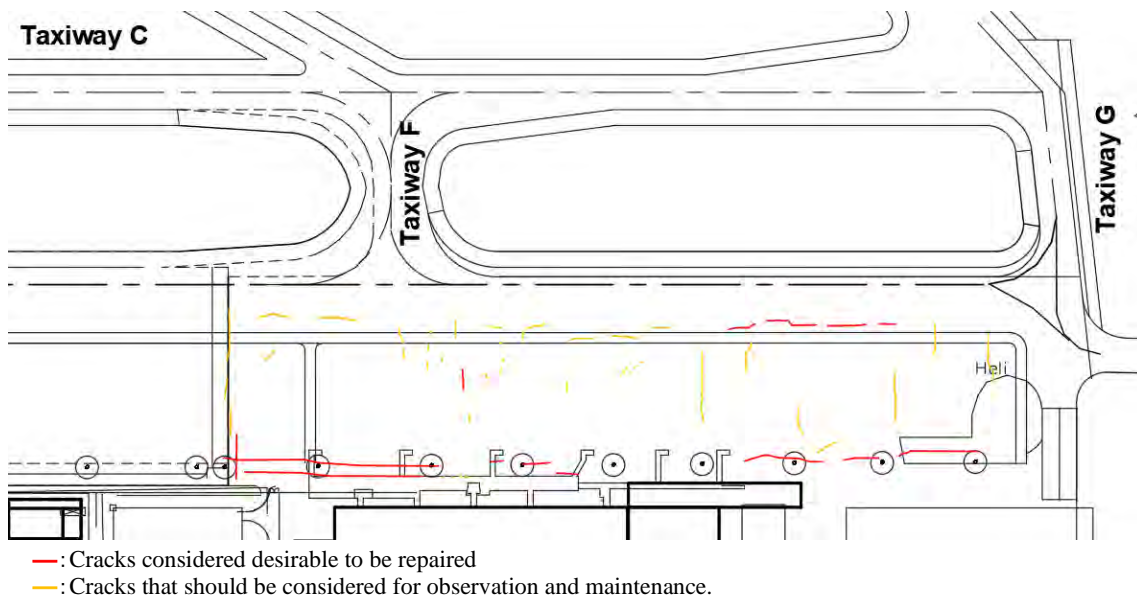 Taxiway C
Taxiway F
Taxiway G
Heli
: Cracks considered desirable to be repaired
: Cracks that should be considered for observation and maintenance.